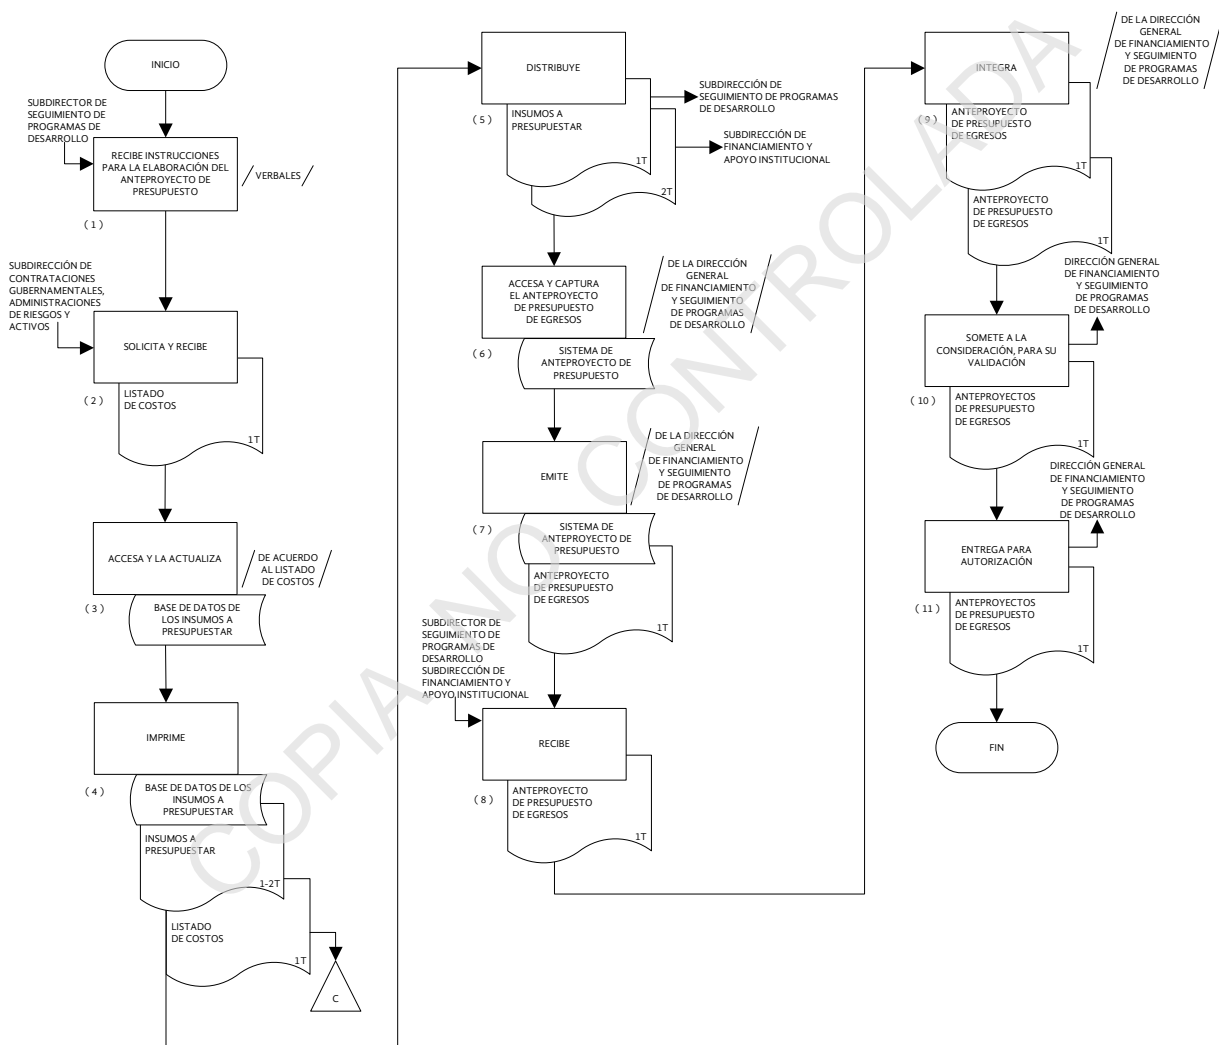 INICIO
SUBDIRECTOR DE
SEGUIMIENTO DE
PROGRAMAS DE
DESARROLLO
RECIBE INSTRUCCIONES
PARA LA ELABORACIÓN DEL
ANTEPROYECTO DE
PRESUPUESTO
VERBALES
( 1 )
SUBDIRECCIÓN DE
CONTRATACIONES
GUBERNAMENTALES,
ADMINISTRACIONES
DE RIESGOS Y
ACTIVOS
SOLICITA Y RECIBE
( 2 )
LISTADO
DE COSTOS
1T
ACCESA Y LA ACTUALIZA
DE ACUERDO
AL LISTADO
DE COSTOS
( 3 )
BASE DE DATOS DE
LOS INSUMOS A
PRESUPUESTAR
IMPRIME
( 4 )
BASE DE DATOS DE LOS
INSUMOS A
PRESUPUESTAR
INSUMOS A
PRESUPUESTAR
1-2T
LISTADO
DE COSTOS
1T
C
DISTRIBUYE
( 5 )
INSUMOS A
PRESUPUESTAR
1T
2T
SUBDIRECCIÓN DE
SEGUIMIENTO DE PROGRAMAS
DE DESARROLLO
SUBDIRECCIÓN DE
FINANCIAMIENTO Y
APOYO INSTITUCIONAL
ACCESA Y CAPTURA
EL ANTEPROYECTO
DE PRESUPUESTO
DE EGRESOS
DE LA DIRECCIÓN
GENERAL
DE FINANCIAMIENTO
Y SEGUIMIENTO
DE PROGRAMAS
DE DESARROLLO
( 6 )
SISTEMA DE
ANTEPROYECTO DE
PRESUPUESTO
EMITE
DE LA DIRECCIÓN
GENERAL
DE FINANCIAMIENTO
Y SEGUIMIENTO
DE PROGRAMAS
DE DESARROLLO
( 7 )
SISTEMA DE
ANTEPROYECTO DE
PRESUPUESTO
ANTEPROYECTO
DE PRESUPUESTO
DE EGRESOS
1T
SUBDIRECTOR DE
SEGUIMIENTO DE
PROGRAMAS DE
DESARROLLO
SUBDIRECCIÓN DE
FINANCIAMIENTO Y
APOYO INSTITUCIONAL
RECIBE
( 8 )
ANTEPROYECTO
DE PRESUPUESTO
DE EGRESOS
1T
INTEGRA
DE LA DIRECCIÓN
GENERAL
DE FINANCIAMIENTO
Y SEGUIMIENTO
DE PROGRAMAS
DE DESARROLLO
( 9 )
ANTEPROYECTO
DE PRESUPUESTO
DE EGRESOS
1T
ANTEPROYECTO
DE PRESUPUESTO
DE EGRESOS
1T
DIRECCIÓN GENERAL
DE FINANCIAMIENTO
Y SEGUIMIENTO
DE PROGRAMAS
DE DESARROLLO
SOMETE A LA
CONSIDERACIÓN, PARA SU
VALIDACIÓN
( 10 )
ANTEPROYECTOS
DE PRESUPUESTO
DE EGRESOS
1T
DIRECCIÓN GENERAL
DE FINANCIAMIENTO
Y SEGUIMIENTO
DE PROGRAMAS
DE DESARROLLO
ENTREGA PARA
AUTORIZACIÓN
( 11 )
ANTEPROYECTOS
DE PRESUPUESTO
DE EGRESOS
1T
FIN
COPIA NO CONTROLADA